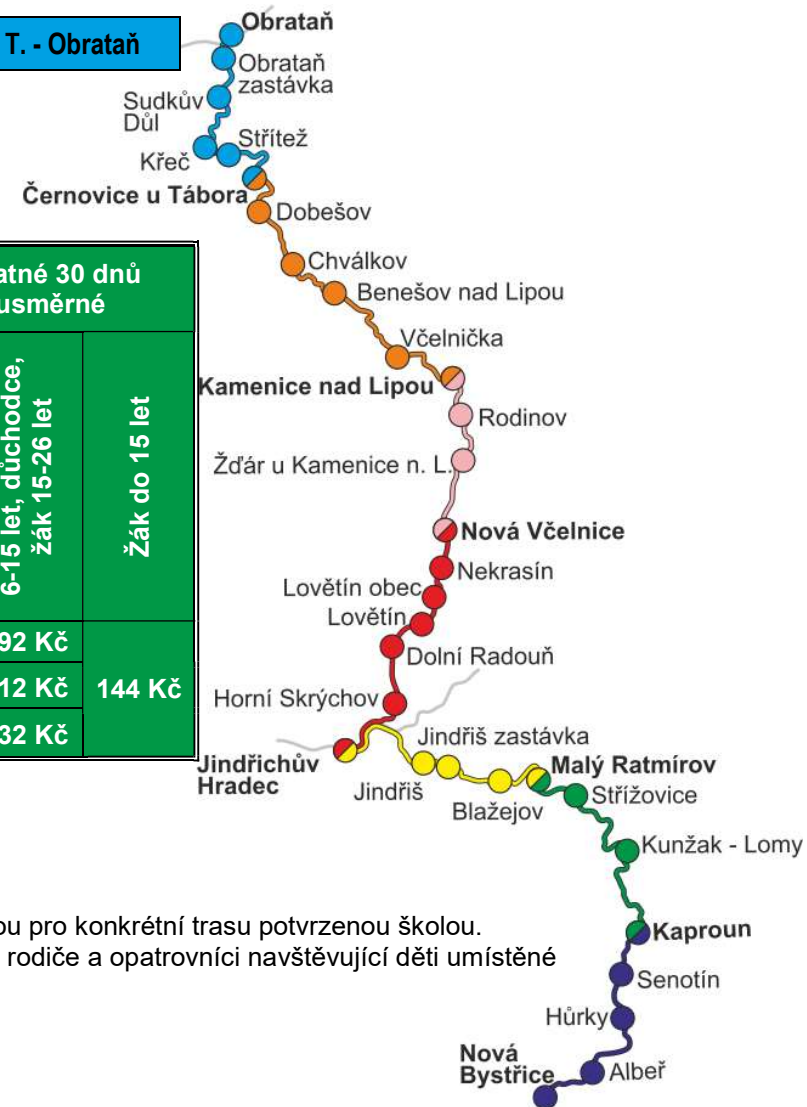 T. - Obrataň
Obrataň
Obrataň
zastávka
Sudkův
Důl
Střítež
Křeč
Černovice u Tábora
Dobešov
Chválkov
Benešov nad Lipou
Včelnička
Kamenice nad Lipou
Rodinov
Žďár u Kamenice n. L.
Nová Včelnice
Nekrasín
Lovětín obec
Lovětín
Dolní Radouň
Horní Skrýchov
Jindřichův
Hradec
Jindřiš zastávka
Jindřiš
Malý Ratmírov
Blažejov
Střížovice
Kunžak - Lomy
Kaproun
Senotín
Hůrky
Nová
Bystřice
Albeř
atné 30 dnů
usměrné
6-15 let, důchodce,
žák 15-26 let
Žák do 15 let
92 Kč
12 Kč
32 Kč
144 Kč
ou pro konkrétní trasu potvrzenou školou.
rodiče a opatrovníci navštěvující děti umístěné